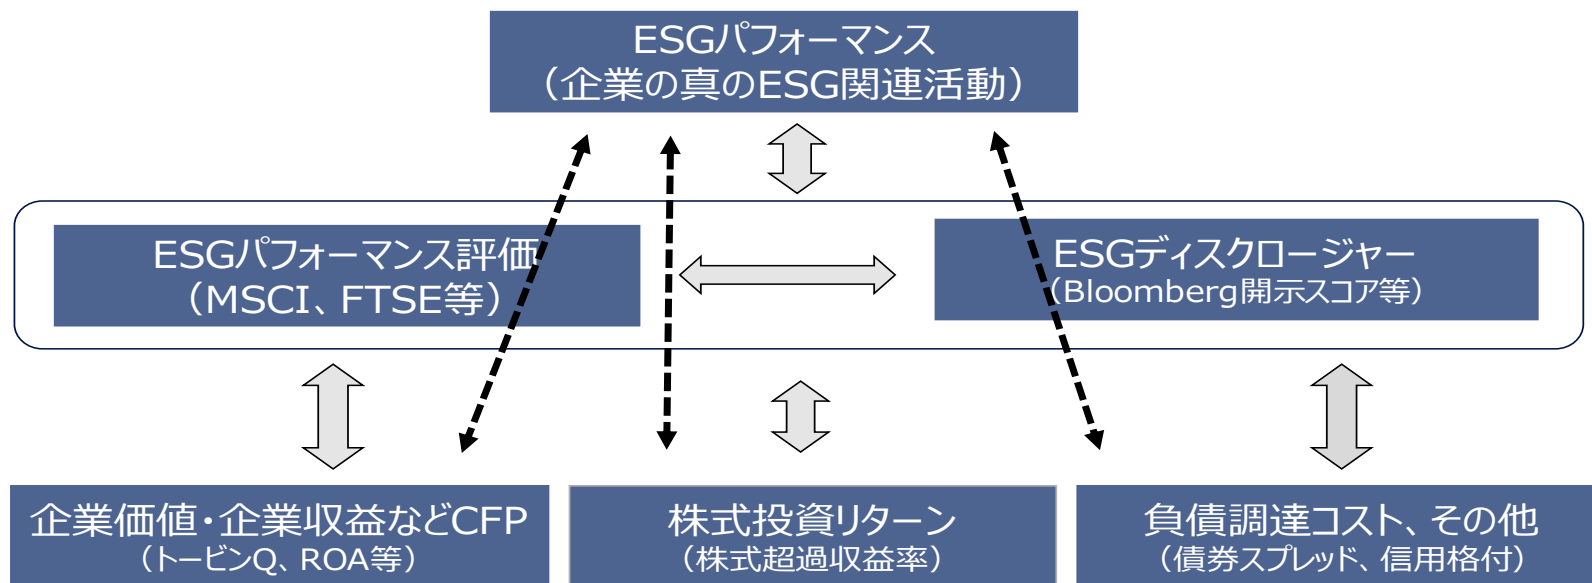 ESGパフォーマンス
（企業の真のESG関連活動）
ESGパフォーマンス評価
（MSCI、FTSE等）
ESGディスクロージャー
（Bloomberg開示スコア等）
企業価値・企業収益などCFP
（トービンQ、ROA等）
株式投資リターン
（株式超過収益率）
負債調達コスト、その他
（債券スプレッド、信用格付）